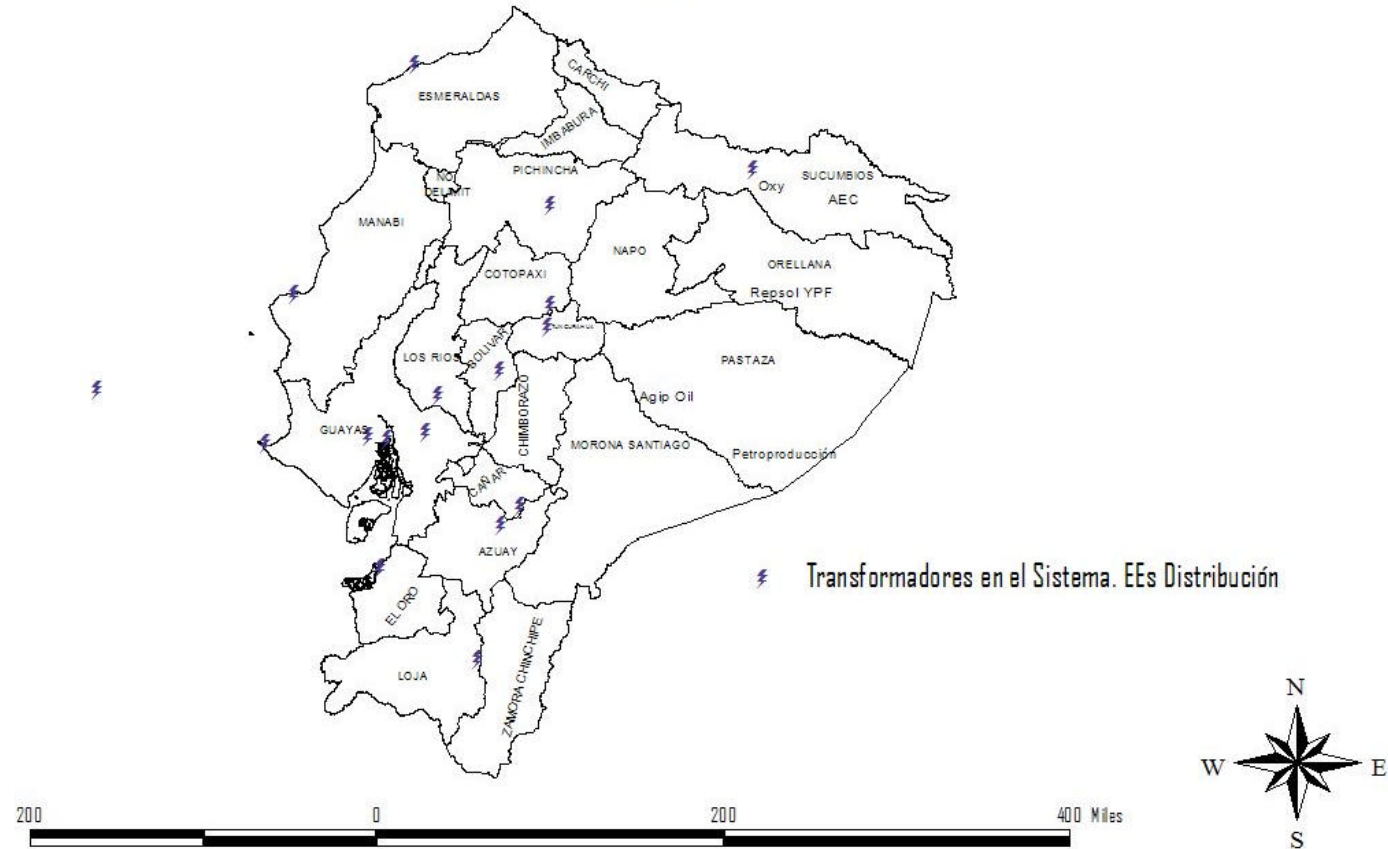 CARCHI
ESMERALDAS
IMBABURA
PICHINCHA
NO
DELIMIT
SUCUMBIOS
Oxy
AEC
MANABI
NAPO
ORELLANA
COTOPAXI
Repsol YPF
LOS RIOS
BOLIVAR
PASTAZA
CHIMBORAZO
Agip Oil
GUAYAS
MORONA SANTIAGO
Petroproducción
CAÑAR
AZUAY
Transformadores en el Sistema. EEs Distribución
EL ORO
ZAMORA CHINCHIPE
LOJA
N
W E
S
200 0 200 400 Miles